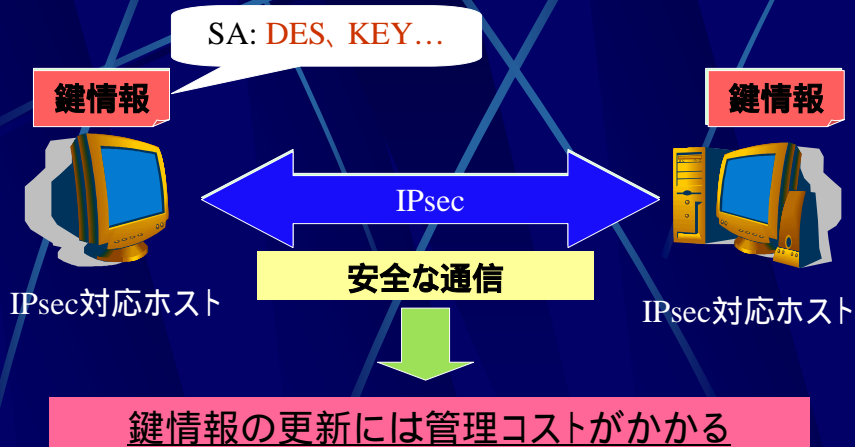 SA: DES、KEY…
鍵情報
鍵情報
IPsec
安全な通信
IPsec対応ホスト
IPsec対応ホスト
鍵情報の更新には管理コストがかかる